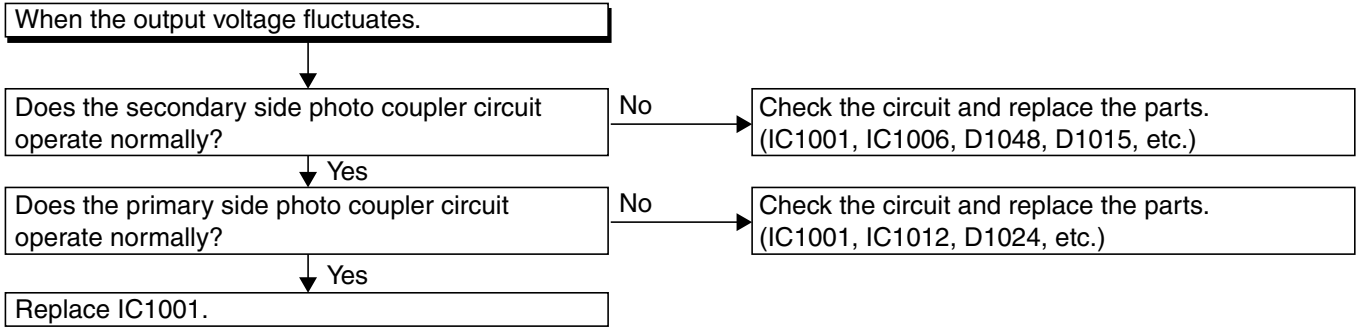 When the output voltage fluctuates.
Does the secondary side photo coupler circuit
operate normally?
No
Check the circuit and replace the parts.
(IC1001, IC1006, D1048, D1015, etc.)
Yes
Does the primary side photo coupler circuit
operate normally?
No
Check the circuit and replace the parts.
(IC1001, IC1012, D1024, etc.)
Yes
Replace IC1001.